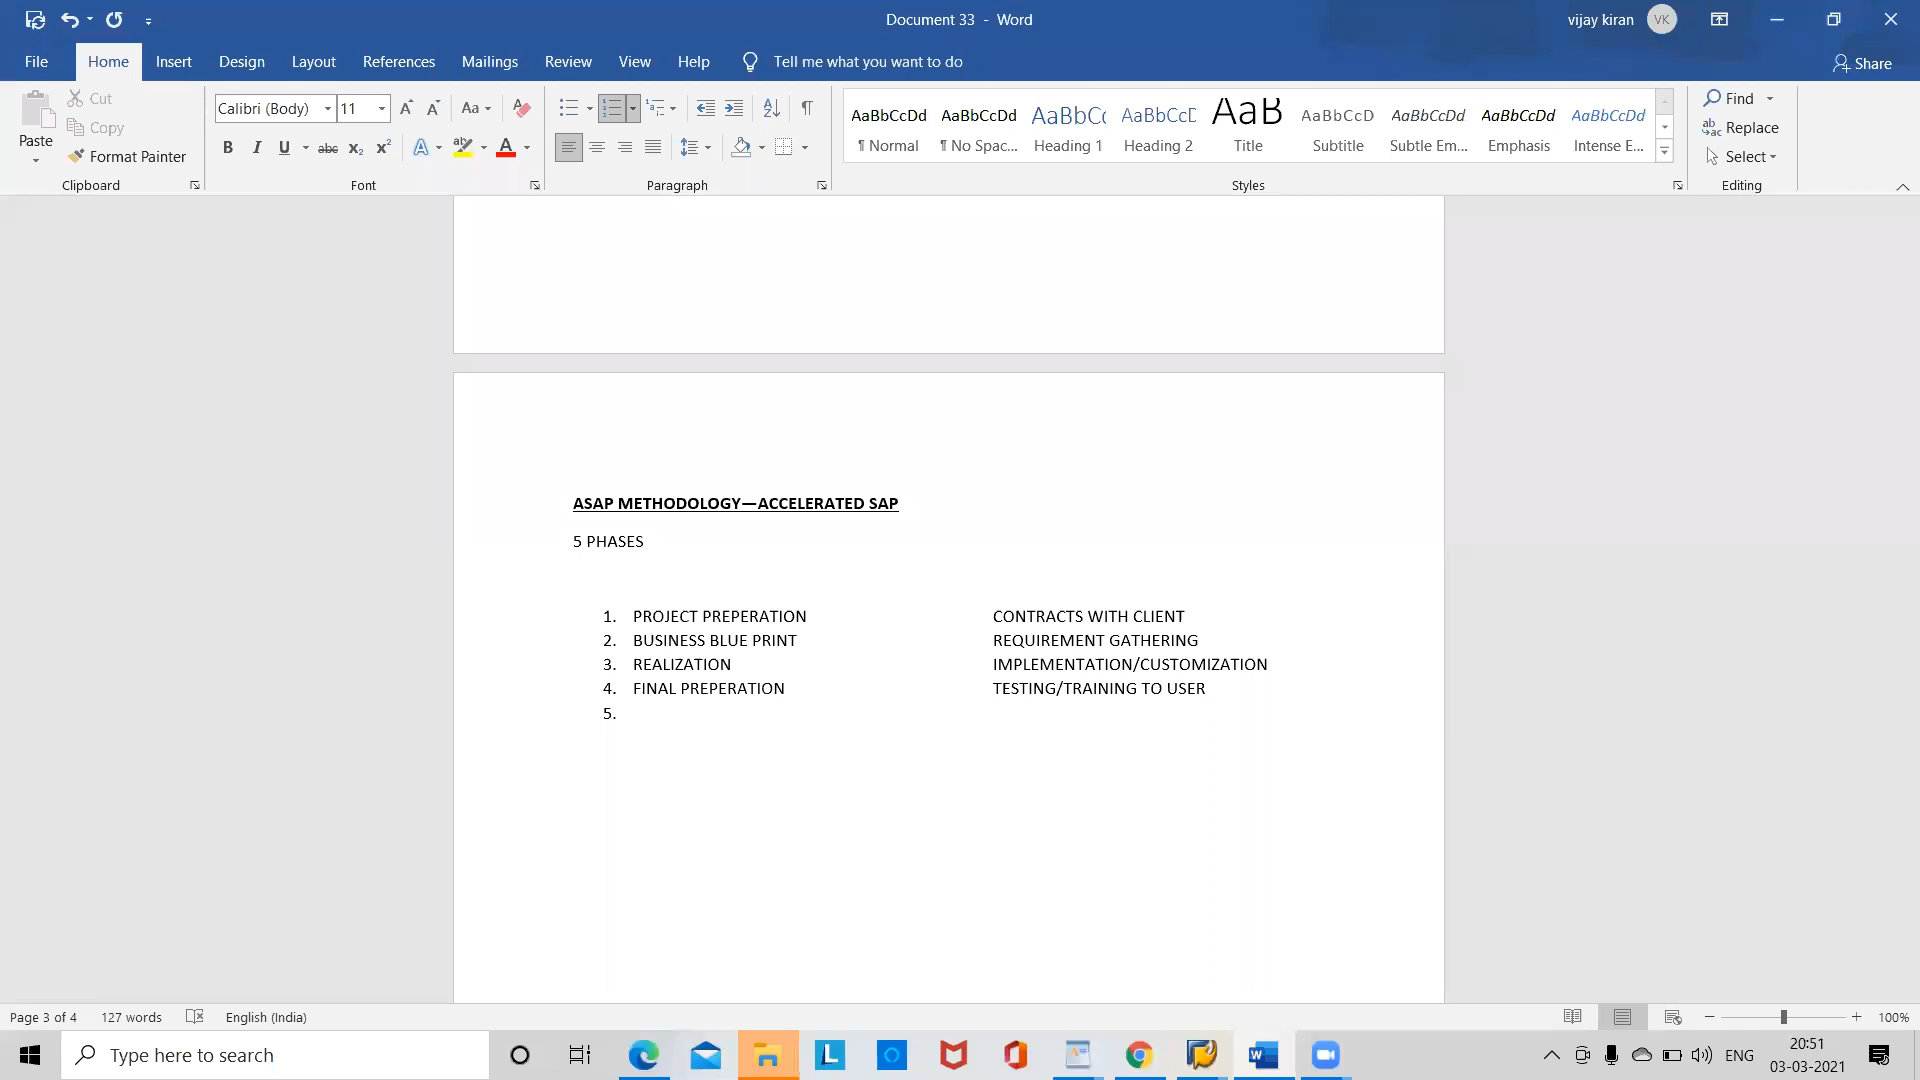 Document 33 - Word
vijay kiran VK
File Home Insert Design Layout References Mailings Review View Help Tell me what you want to do Share
Paste
Cut
Copy
Format Painter
Clipboard
Calibri (Body) 11
Font
Paragraph
AaBbCcDd AaBbCcDd AaBbCc AaBbCcD AaB AaBbCcD AaBbCcDd AaBbCcDd AaBbCcDd
¶ Normal ¶ No Spac... Heading 1 Heading 2 Title Subtitle Subtle Em... Emphasis Intense E...
Styles
Find
Replace
Select
Editing
ASAP METHODOLOGY—ACCELERATED SAP
5 PHASES
1. PROJECT PREPERATION CONTRACTS WITH CLIENT
2. BUSINESS BLUE PRINT REQUIREMENT GATHERING
3. REALIZATION IMPLEMENTATION/CUSTOMIZATION
4. FINAL PREPERATION TESTING/TRAINING TO USER
5.
Page 3 of 4 127 words English (India) 100%
Type here to search
ENG
20:51
03-03-2021